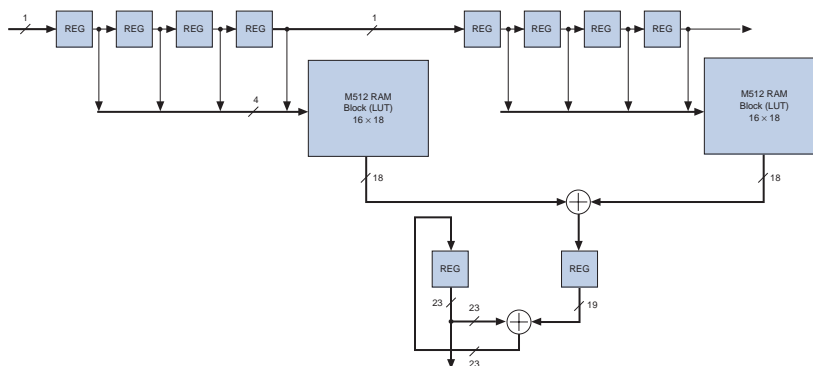 1
REG REG REG REG
1
REG REG REG REG
4
M512 RAM
Block (LUT)
16 × 18
M512 RAM
Block (LUT)
16 × 18
18
18
REG
REG
23
23
19
23